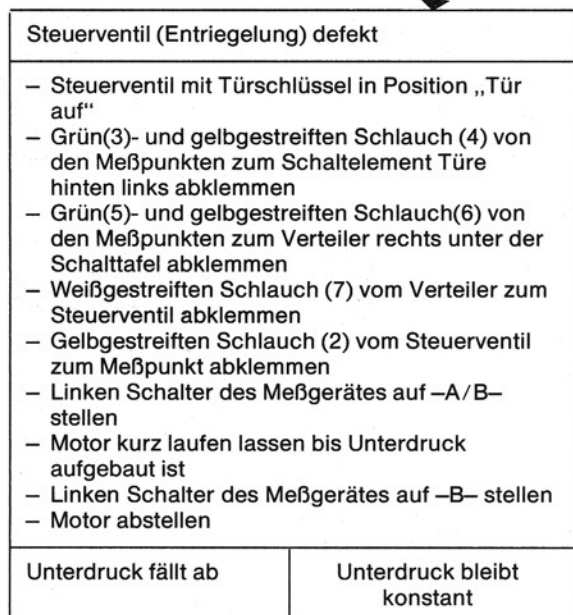 Steuerventil (Entriegelung) defekt
– Steuerventil mit Türschlüssel in Position „Tür
auf“
– Grün(3)- und gelbgestreiften Schlauch (4) von
den Meßpunkten zum Schaltelement Türe
hinten links abklemmen
– Grün(5)- und gelbgestreiften Schlauch(6) von
den Meßpunkten zum Verteiler rechts unter der
Schalttafel abklemmen
– Weißgestreiften Schlauch (7) vom Verteiler zum
Steuerventil abklemmen
– Gelbgestreiften Schlauch (2) vom Steuerventil
zum Meßpunkt abklemmen
– Linken Schalter des Meßgerätes auf –A/B–
stellen
– Motor kurz laufen lassen bis Unterdruck
aufgebaut ist
– Linken Schalter des Meßgerätes auf –B– stellen
– Motor abstellen
Unterdruck fällt ab
Unterdruck bleibt
konstant